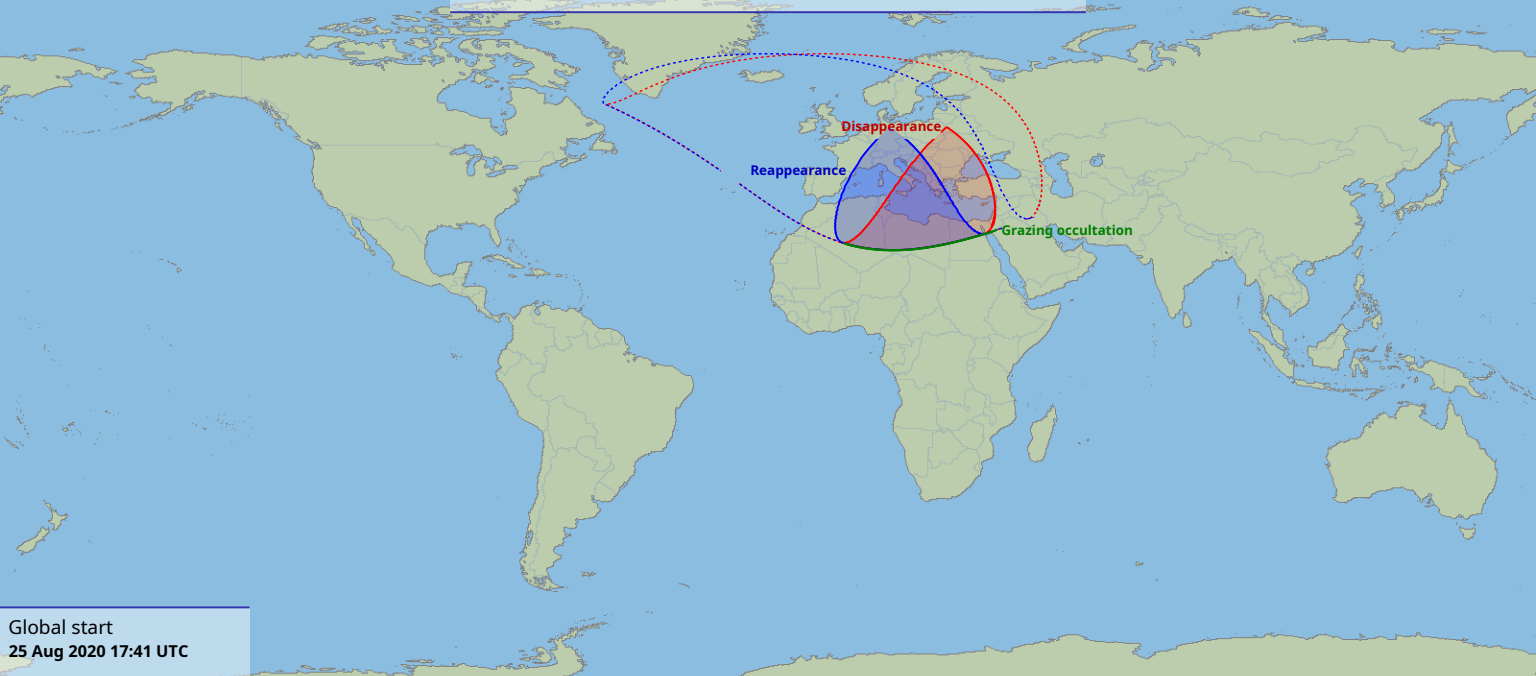 Disappearance
Reappearance
Grazing occultation
Global start
25 Aug 2020 17:41 UTC